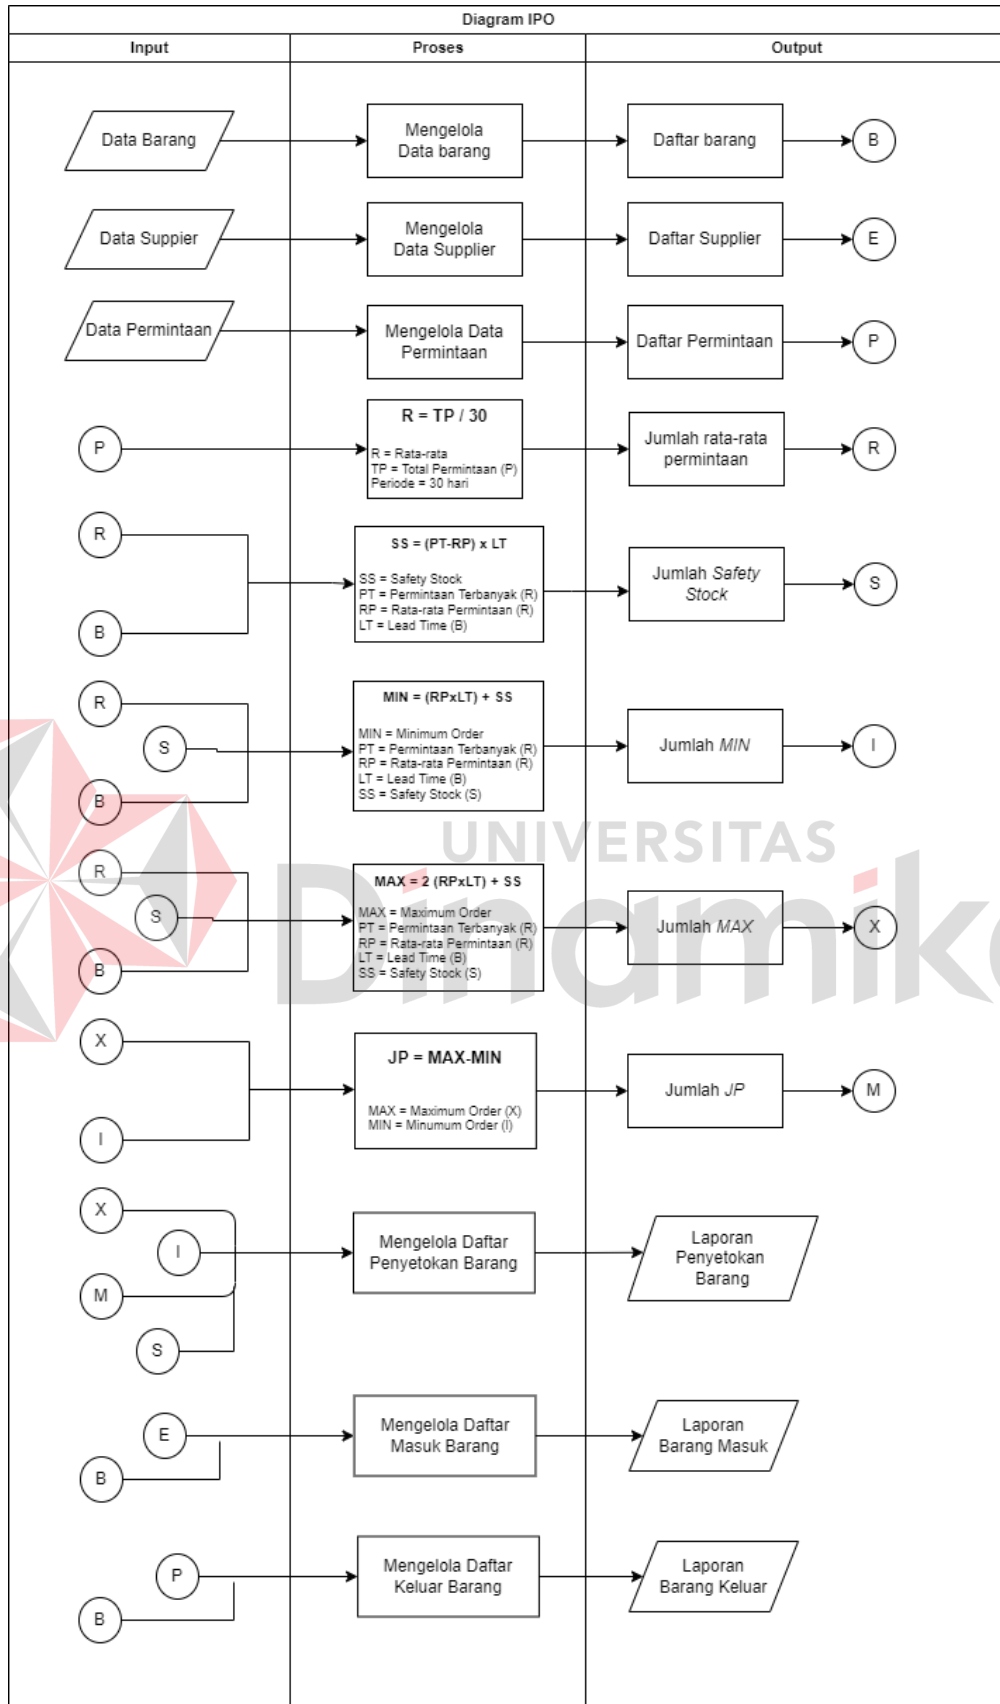 Diagram IPO
Input
Proses
Output
Data Barang
Mengelola
Data barang
Daftar barang
B
Data Suppier
Mengelola
Data Supplier
Daftar Supplier
E
Data Permintaan
Mengelola Data
Permintaan
Daftar Permintaan
P
P
R = TP / 30
R = Rata-rata
TP = Total Permintaan (P)
Periode = 30 hari
Jumlah rata-rata
permintaan
R
R
B
SS = (PT-RP) x LT
SS = Safety Stock
PT = Permintaan Terbanyak (R)
RP = Rata-rata Permintaan (R)
LT = Lead Time (B)
Jumlah Safety
Stock
S
R
S
B
MIN = (RPxLT) + SS
MIN = Minimum Order
PT = Permintaan Terbanyak (R)
RP = Rata-rata Permintaan (R)
LT = Lead Time (B)
SS = Safety Stock (S)
Jumlah MIN
I
UNIVERSITAS
Dinamika
R
S
B
MAX = 2 (RPxLT) + SS
MAX = Maximum Order
PT = Permintaan Terbanyak (R)
RP = Rata-rata Permintaan (R)
LT = Lead Time (B)
SS = Safety Stock (S)
Jumlah MAX
X
X
I
JP = MAX-MIN
MAX = Maximum Order (X)
MIN = Minumum Order (I)
Jumlah JP
M
X
I
M
S
Mengelola Daftar
Penyetokan Barang
Laporan
Penyetokan
Barang
E
B
Mengelola Daftar
Masuk Barang
Laporan
Barang Masuk
P
B
Mengelola Daftar
Keluar Barang
Laporan
Barang Keluar